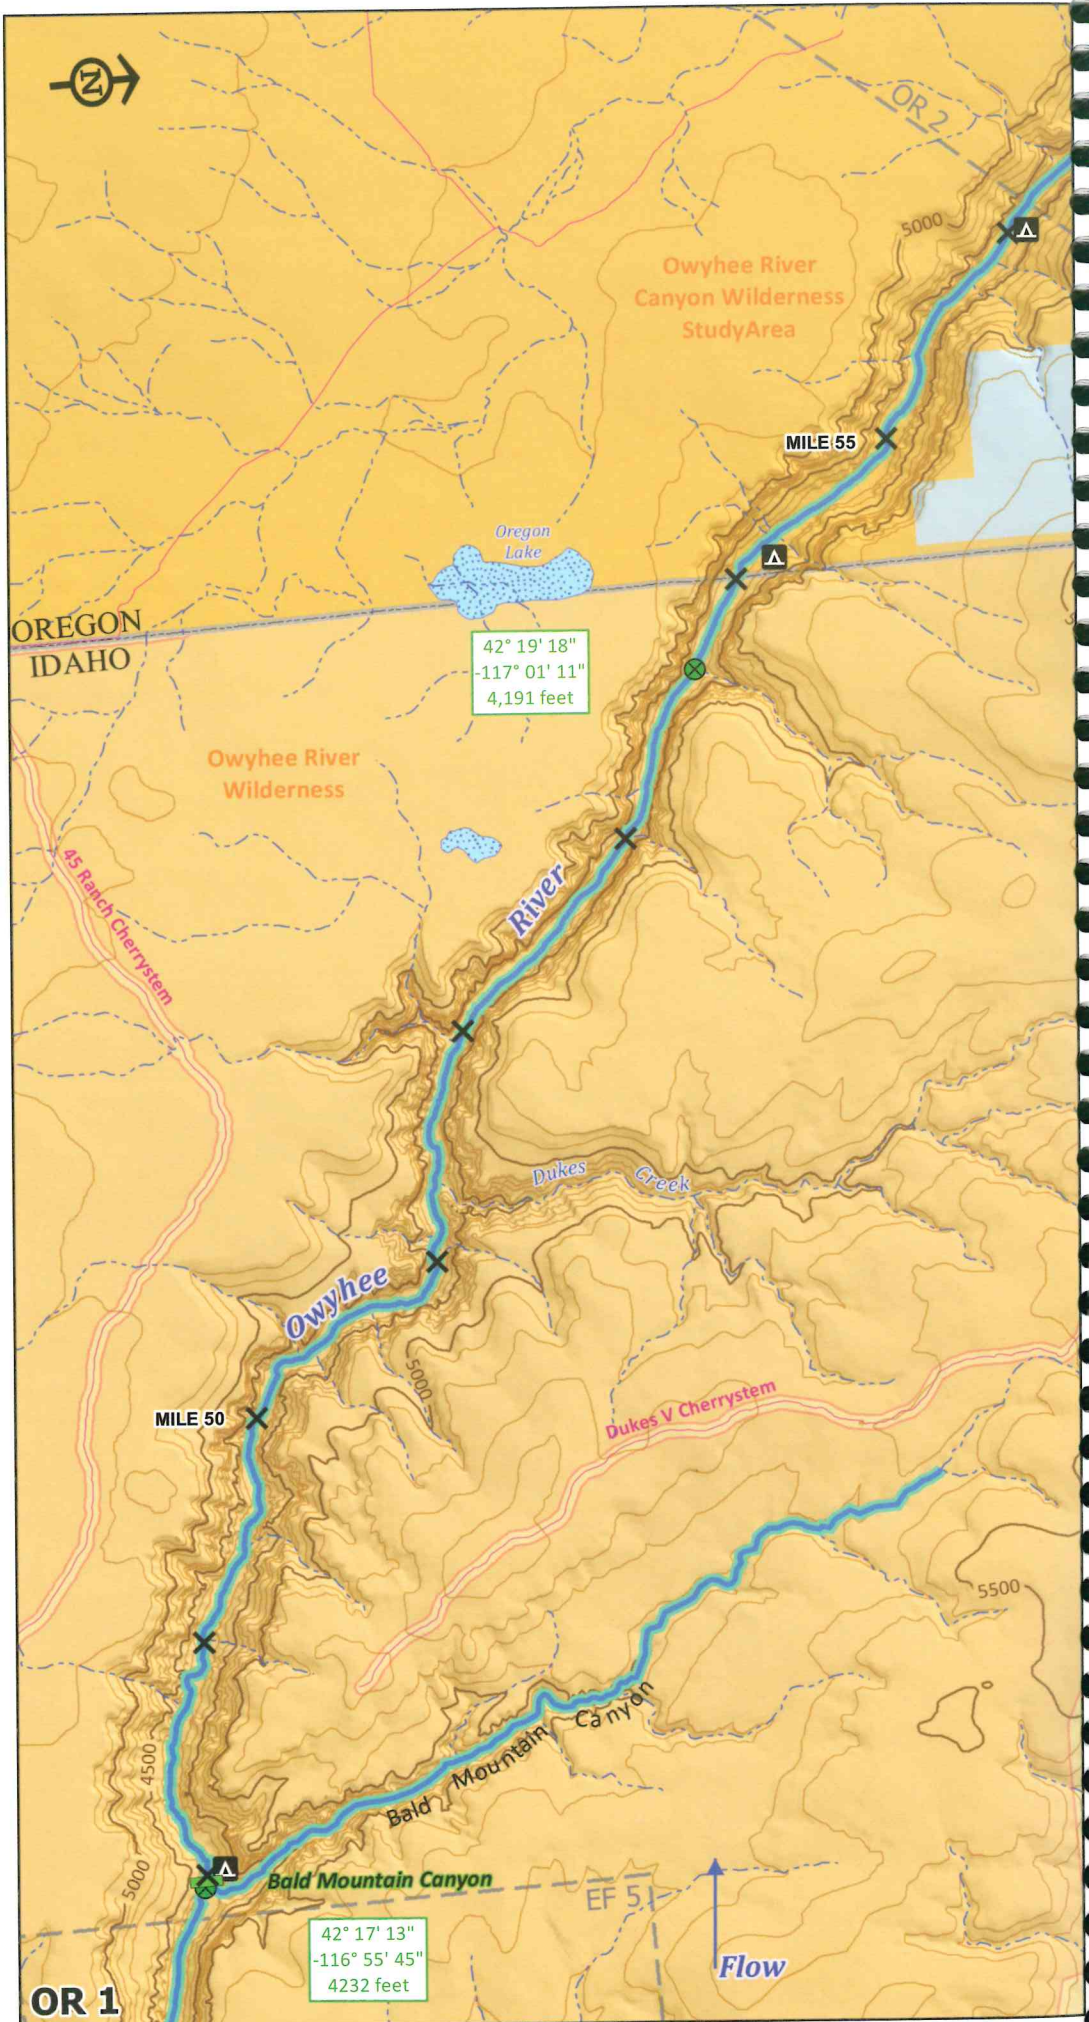 N
OR 2
5000
Owyhee River
Canyon Wilderness
StudyArea
MILE 55
Oregon
Lake
OREGON
IDAHO
42° 19' 18"
-117° 01' 11"
4,191 feet
Owyhee River
Wilderness
45 Ranch Cherrystem
River
Dukes Creek
Owyhee
5000
MILE 50
Dukes V Cherrystem
5500
4500
Bald Mountain Canyon
5000
Bald Mountain Canyon
EF 5
42° 17' 13"
-116° 55' 45"
4232 feet
Flow
OR 1